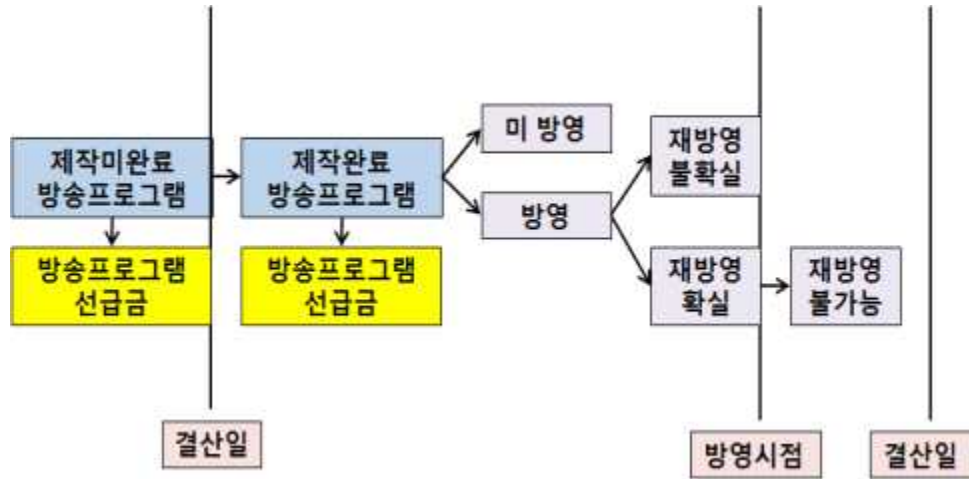 제작미완료
방송프로그램
방송프로그램
선급금
제작완료
방송프로그램
방송프로그램
선급금
미 방영
방영
재방영
불확실
재방영
확실
재방영
불가능
결산일
방영시점
결산일